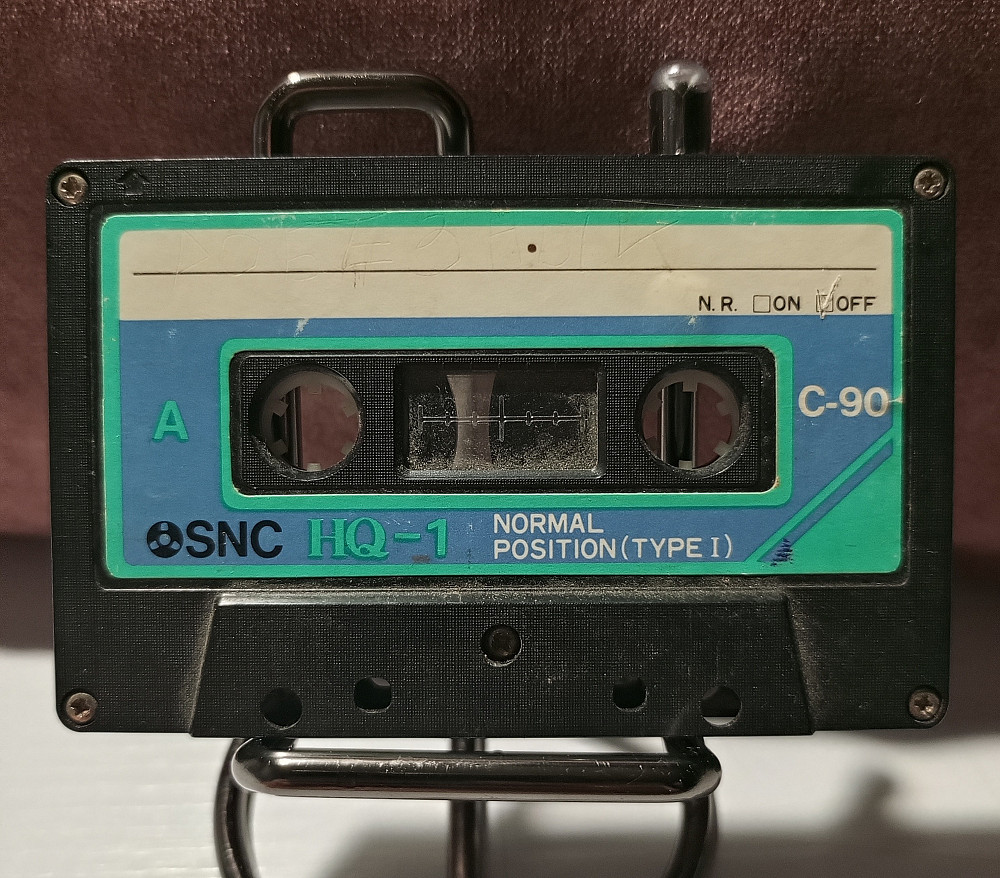 N.R. ☐ON ☑OFF
C-90
A
SNC HQ-1 NORMAL
POSITION (TYPE I)